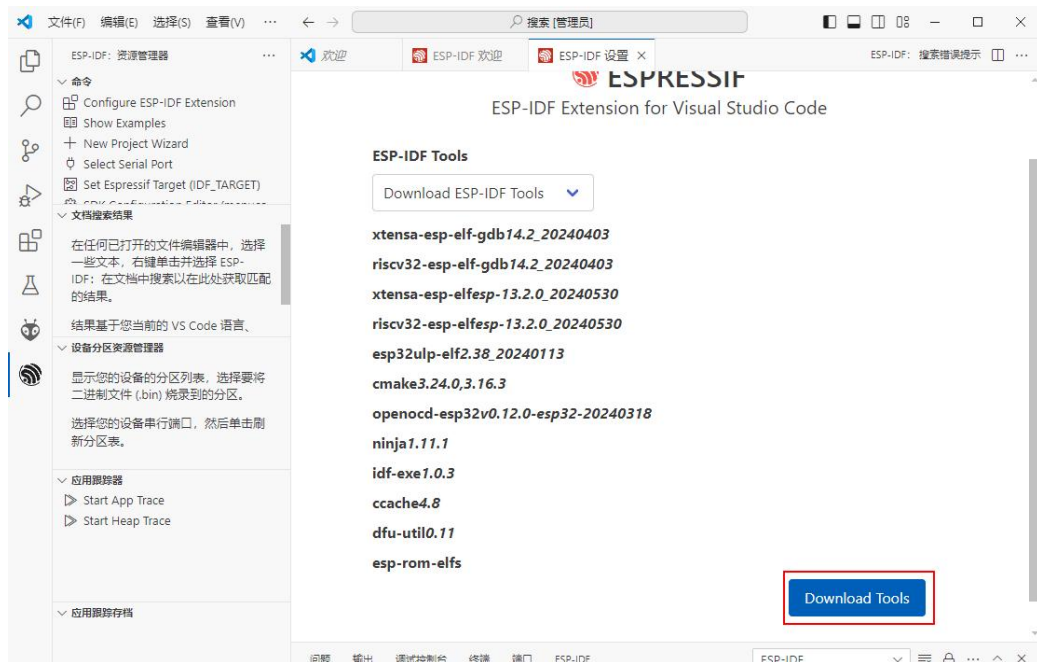 文件(F) 编辑(E) 选择(S) 查看(V) ··· 搜索 [管理员]
ESP-IDF: 资源管理器 ···
命令
Configure ESP-IDF Extension
Show Examples
New Project Wizard
Select Serial Port
Set Espressif Target (IDF_TARGET)
SDK Configuration Editor (menuco
文档搜索结果
在任何已打开的文件编辑器中，选择
一些文本，右键单击并选择 ESP-
IDF：在文档中搜索以在此处获取匹配
的结果。
结果基于您当前的 VS Code 语言、
设备分区资源管理器
显示您的设备的分区列表，选择要将
二进制文件 (.bin) 烧录到的分区。
选择您的设备串行端口，然后单击刷
新分区表。
应用跟踪器
Start App Trace
Start Heap Trace
应用跟踪存档
欢迎 ESP-IDF 欢迎 ESP-IDF 设置 ESP-IDF: 搜索错误提示 ···
ESPRESSIF
ESP-IDF Extension for Visual Studio Code
ESP-IDF Tools
Download ESP-IDF Tools
xtensa-esp-elf-gdb14.2_20240403
riscv32-esp-elf-gdb14.2_20240403
xtensa-esp-elfesp-13.2.0_20240530
riscv32-esp-elfesp-13.2.0_20240530
esp32ulp-elf2.38_20240113
cmake3.24.0,3.16.3
openocd-esp32v0.12.0-esp32-20240318
ninja1.11.1
idf-exe1.0.3
ccache4.8
dfu-util0.11
esp-rom-elfs
Download Tools
问题 输出 调试控制台 终端 端口 ESP-IDF ESP-IDF ···